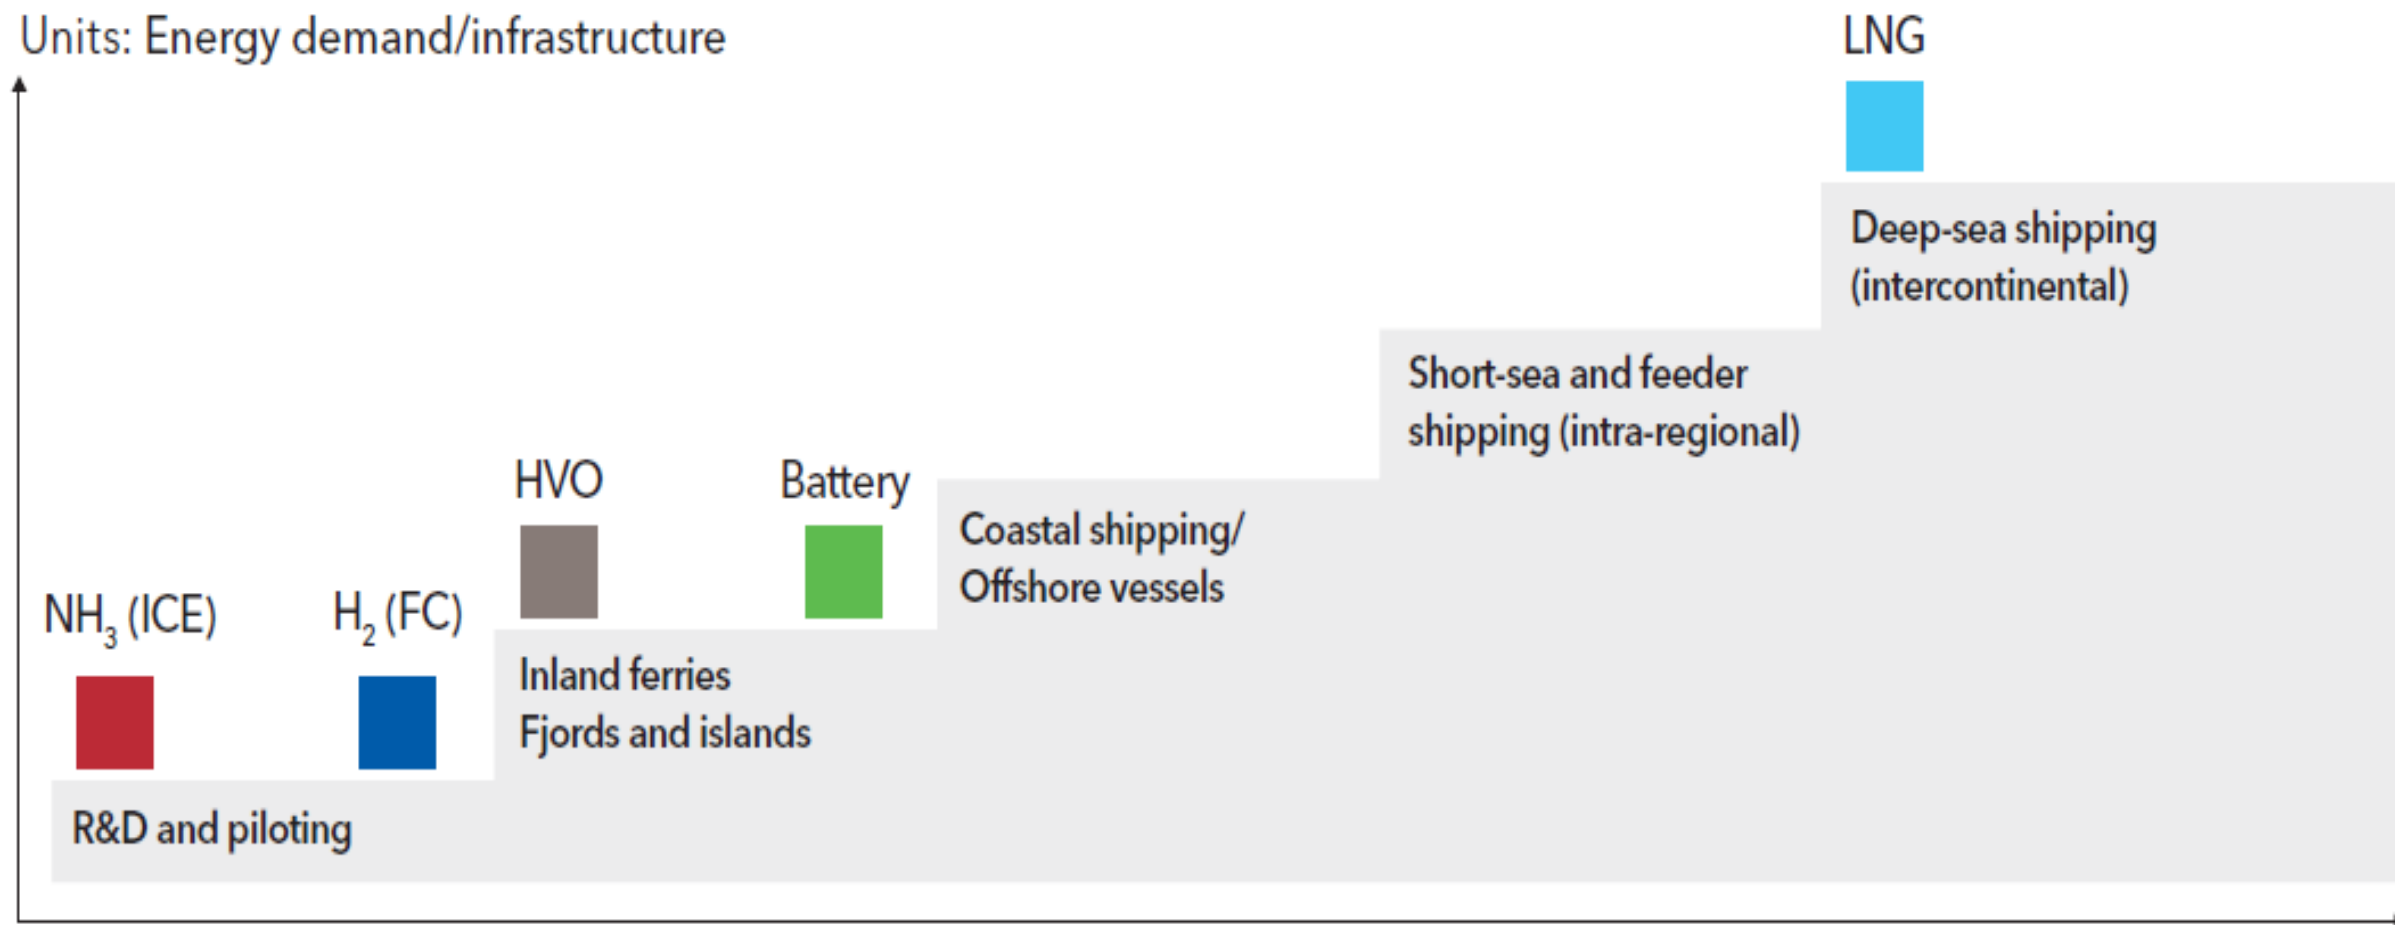 Units: Energy demand/infrastructure
LNG
Deep-sea shipping
(intercontinental)
Short-sea and feeder
shipping (intra-regional)
HVO
Battery
Coastal shipping/
Offshore vessels
NH₃ (ICE)
H₂ (FC)
Inland ferries
Fjords and islands
R&D and piloting